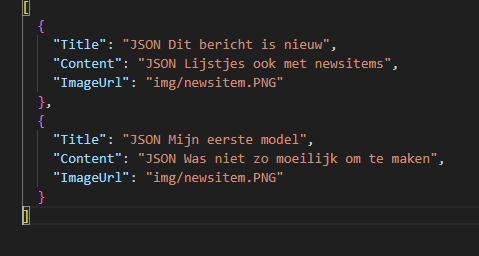 [
{
"Title": "JSON Dit bericht is nieuw",
"Content": "JSON Lijstjes ook met newsitems",
"ImageUrl": "img/newsitem.PNG"
},
{
"Title": "JSON Mijn eerste model",
"Content": "JSON Was niet zo moeilijk om te maken",
"ImageUrl": "img/newsitem.PNG"
}
]